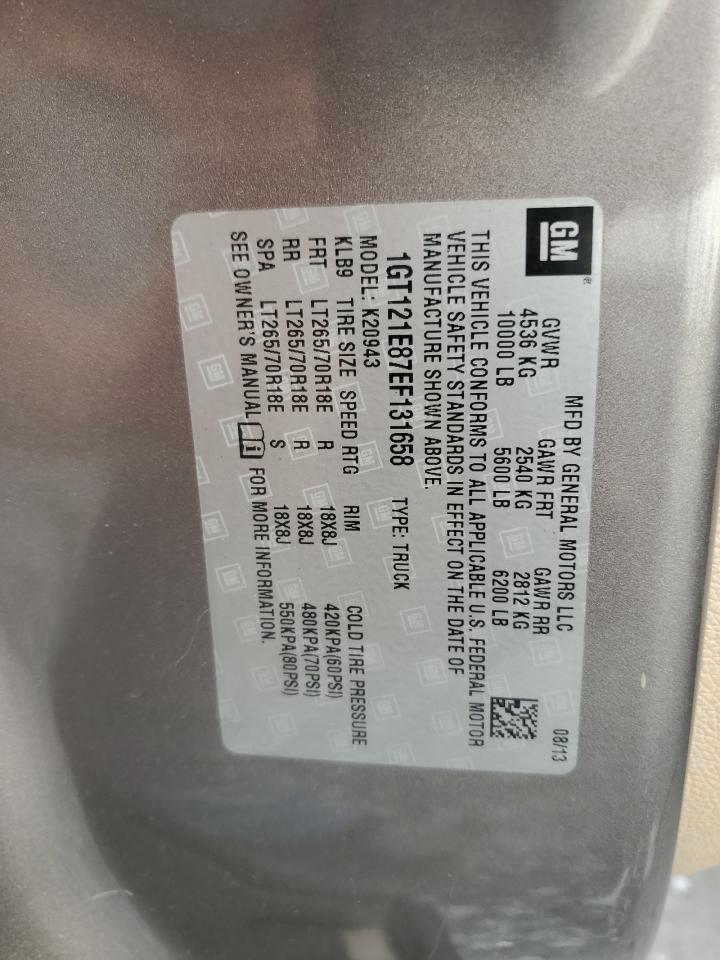 GM ®
MFD BY GENERAL MOTORS LLC 08/13
GVWR GAWR FRT GAWR RR
4536 KG 2540 KG 2812 KG
10000 LB 5600 LB 6200 LB
THIS VEHICLE CONFORMS TO ALL APPLICABLE U.S. FEDERAL MOTOR
VEHICLE SAFETY STANDARDS IN EFFECT ON THE DATE OF
MANUFACTURE SHOWN ABOVE.
1GT121E87EF131658 TYPE: TRUCK
MODEL: K20943
KLB9 TIRE SIZE SPEED RTG RIM COLD TIRE PRESSURE
FRT LT265/70R18E R 18X8J 420KPA(60PSI)
RR LT265/70R18E R 18X8J 480KPA(70PSI)
SPA LT265/70R18E S 18X8J 550KPA(80PSI)
SEE OWNER'S MANUAL i FOR MORE INFORMATION.